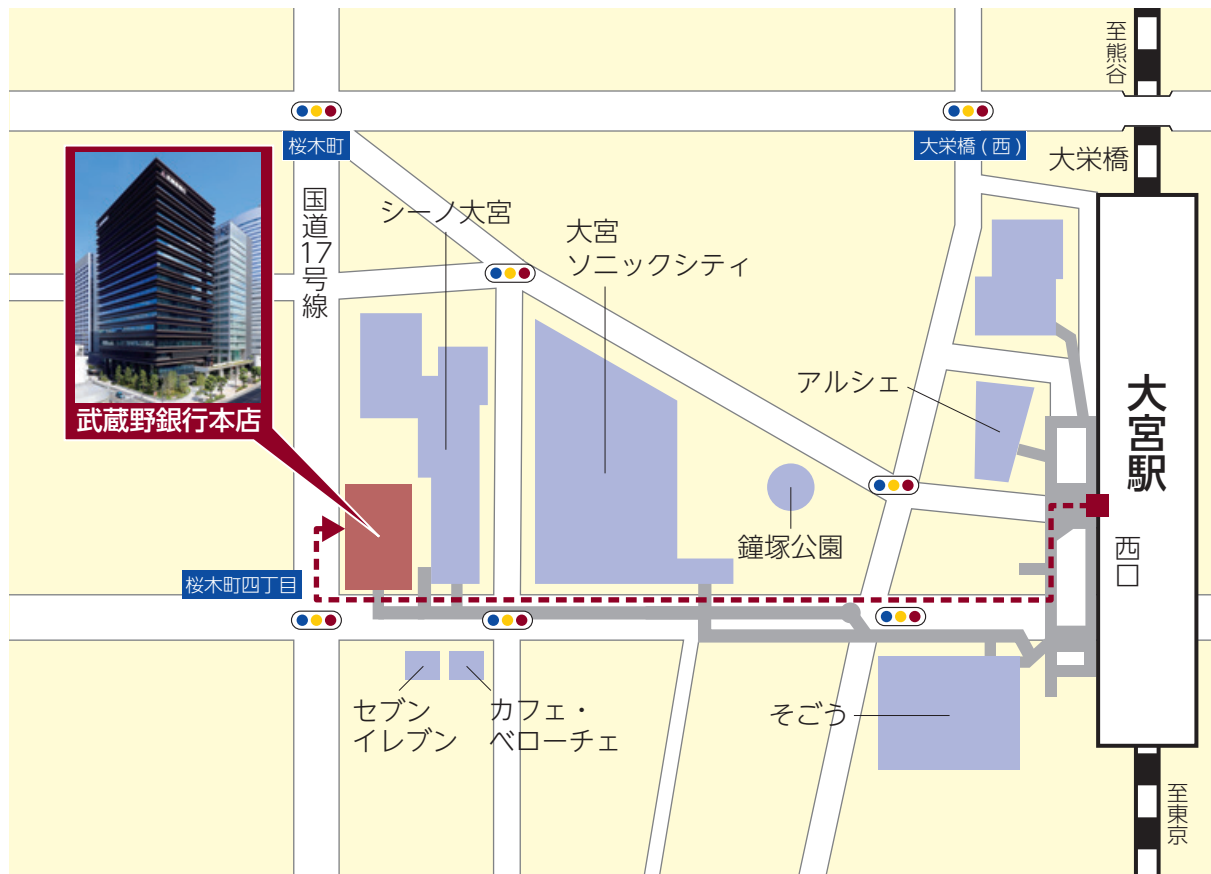 至熊谷
桜木町
大栄橋(西)
大栄橋
国道17号線
シーノ大宮
大宮
ソニックシティ
アルシェ
大宮駅
武蔵野銀行本店
鐘塚公園
西口
桜木町四丁目
セブン
イレブン
カフェ・
ベローチェ
そごう
至東京